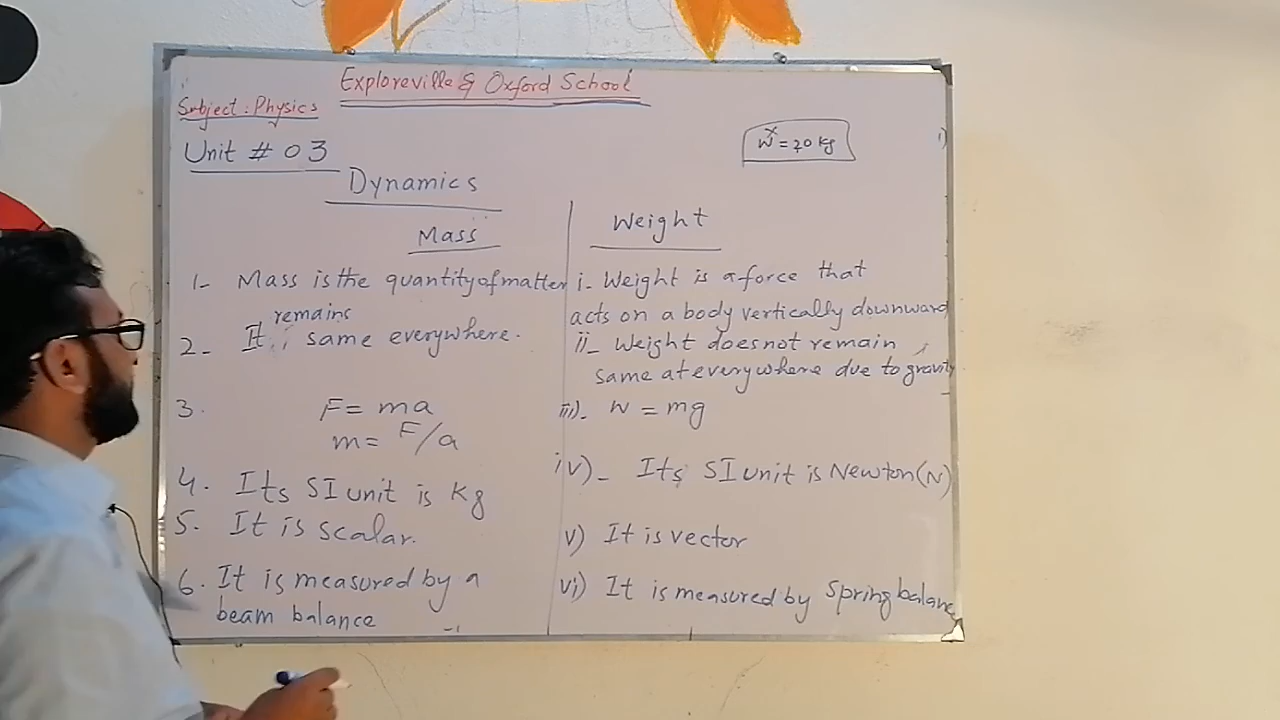 Exploreville & Oxford School
Subject: Physics
Unit # 03
W = 20 kg
1)
Dynamics
Mass
1- Mass is the quantity of matter
remains
2- It same everywhere.
3. F = ma
m = F/a
4. Its SI unit is kg
5. It is scalar.
6. It is measured by a
beam balance
Weight
i- Weight is a force that
acts on a body vertically downward
ii- Weight does not remain
same at everywhere due to gravity
iii)- W = mg
iv)- Its SI unit is Newton(N)
v) It is vector
vi) It is measured by Spring balanc